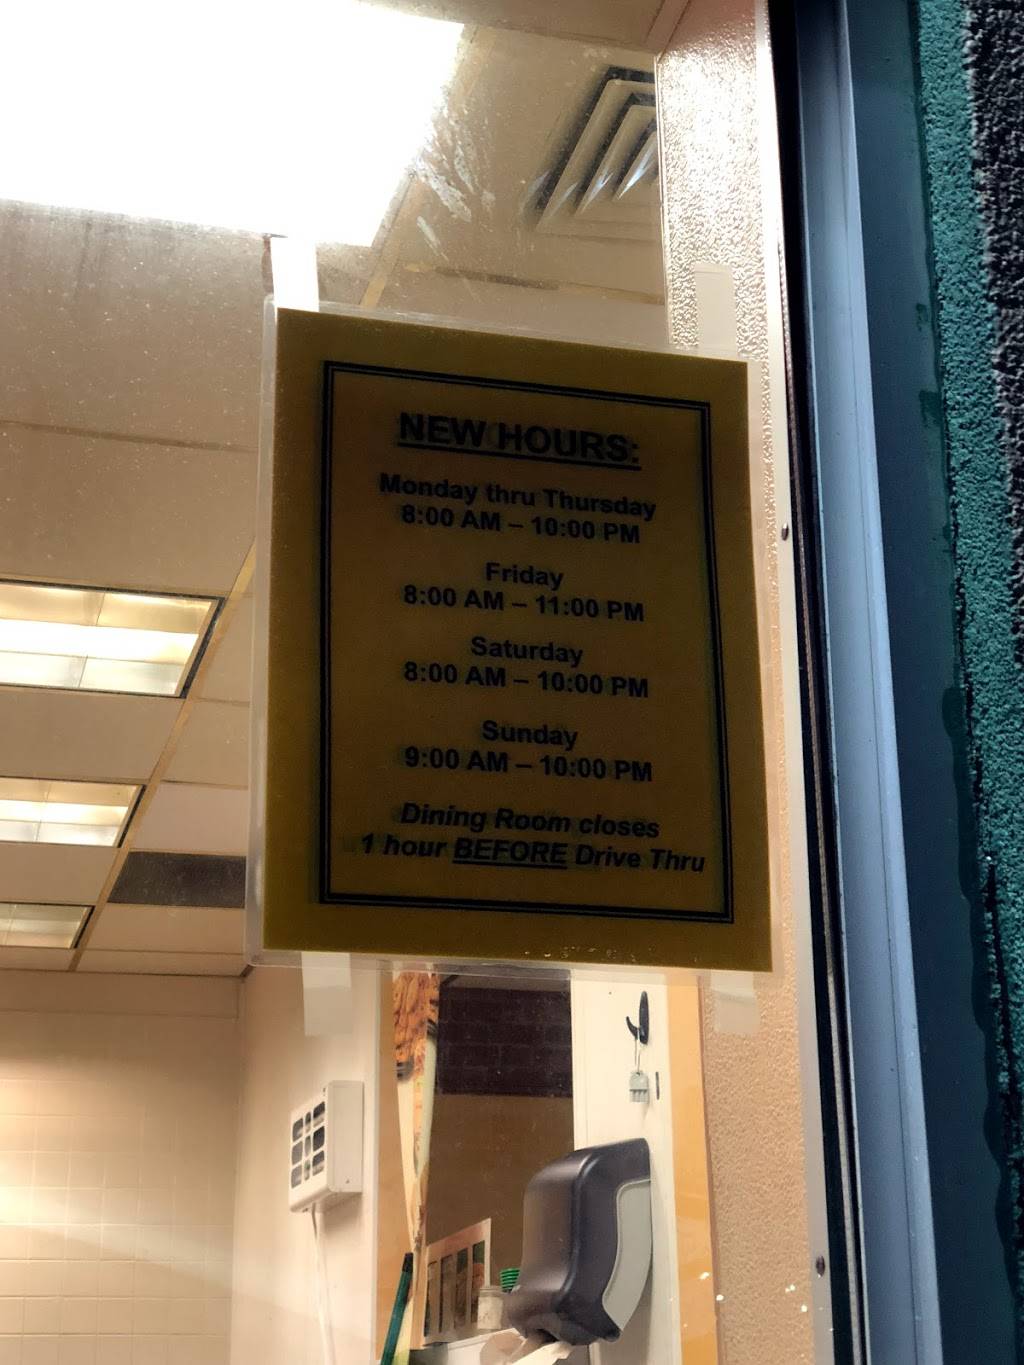 NEW HOURS:
Monday thru Thursday
8:00 AM – 10:00 PM
Friday
8:00 AM – 11:00 PM
Saturday
8:00 AM – 10:00 PM
Sunday
9:00 AM – 10:00 PM
Dining Room closes
1 hour BEFORE Drive Thru